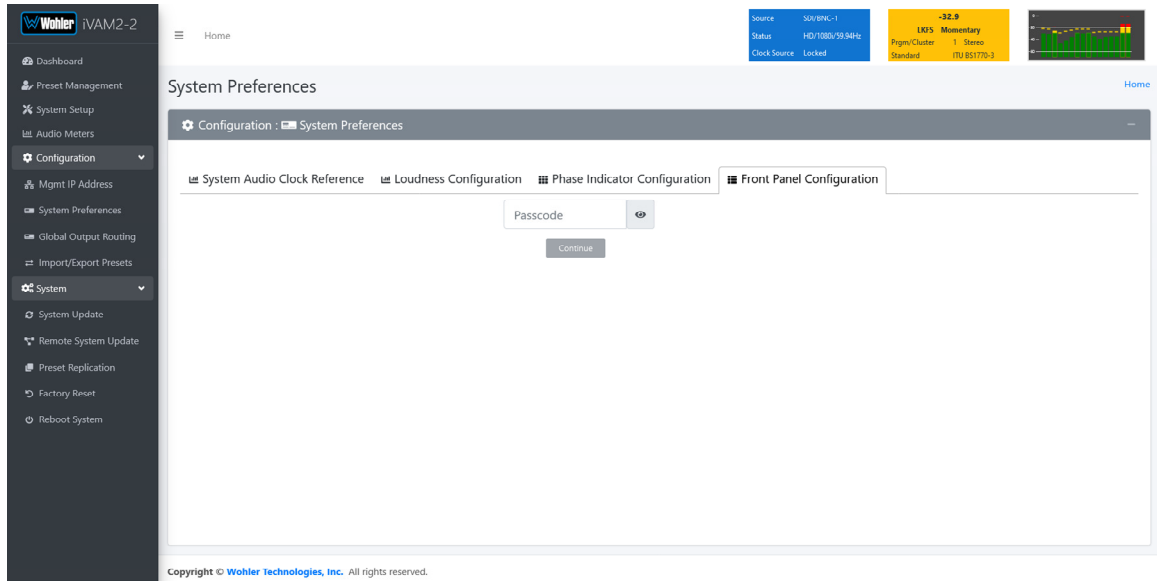 Wohler iVAM2-2
Dashboard
Preset Management
System Setup
Audio Meters
Configuration
Mgmt IP Address
System Preferences
Global Output Routing
Import/Export Presets
System
System Update
Remote System Update
Preset Replication
Factory Reset
Reboot System
Home
Source SDI/BNC-1
Status HD/1080i/59.94Hz
Clock Source Locked
-32.9
LKFS Momentary
Prgm/Cluster 1 Stereo
Standard ITU BS1770-3
System Preferences
Home
Configuration : System Preferences
System Audio Clock Reference Loudness Configuration Phase Indicator Configuration Front Panel Configuration
Passcode
Continue
Copyright © Wohler Technologies, Inc. All rights reserved.